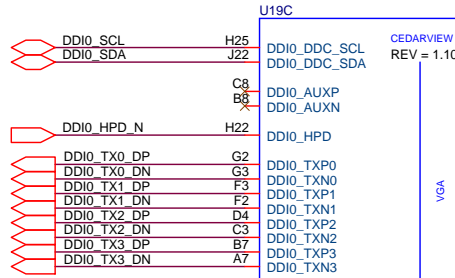 U19C
CEDARVIEW
REV = 1.10
DDI0_SCL H25 DDI0_DDC_SCL
DDI0_SDA J22 DDI0_DDC_SDA
C8 DDI0_AUXP
B8 DDI0_AUXN
DDI0_HPD_N H22 DDI0_HPD
DDI0_TX0_DP G2 DDI0_TXP0
DDI0_TX0_DN G3 DDI0_TXN0
DDI0_TX1_DP F3 DDI0_TXP1
DDI0_TX1_DN F2 DDI0_TXN1
DDI0_TX2_DP D4 DDI0_TXP2
DDI0_TX2_DN C3 DDI0_TXN2
DDI0_TX3_DP B7 DDI0_TXP3
DDI0_TX3_DN A7 DDI0_TXN3
VGA